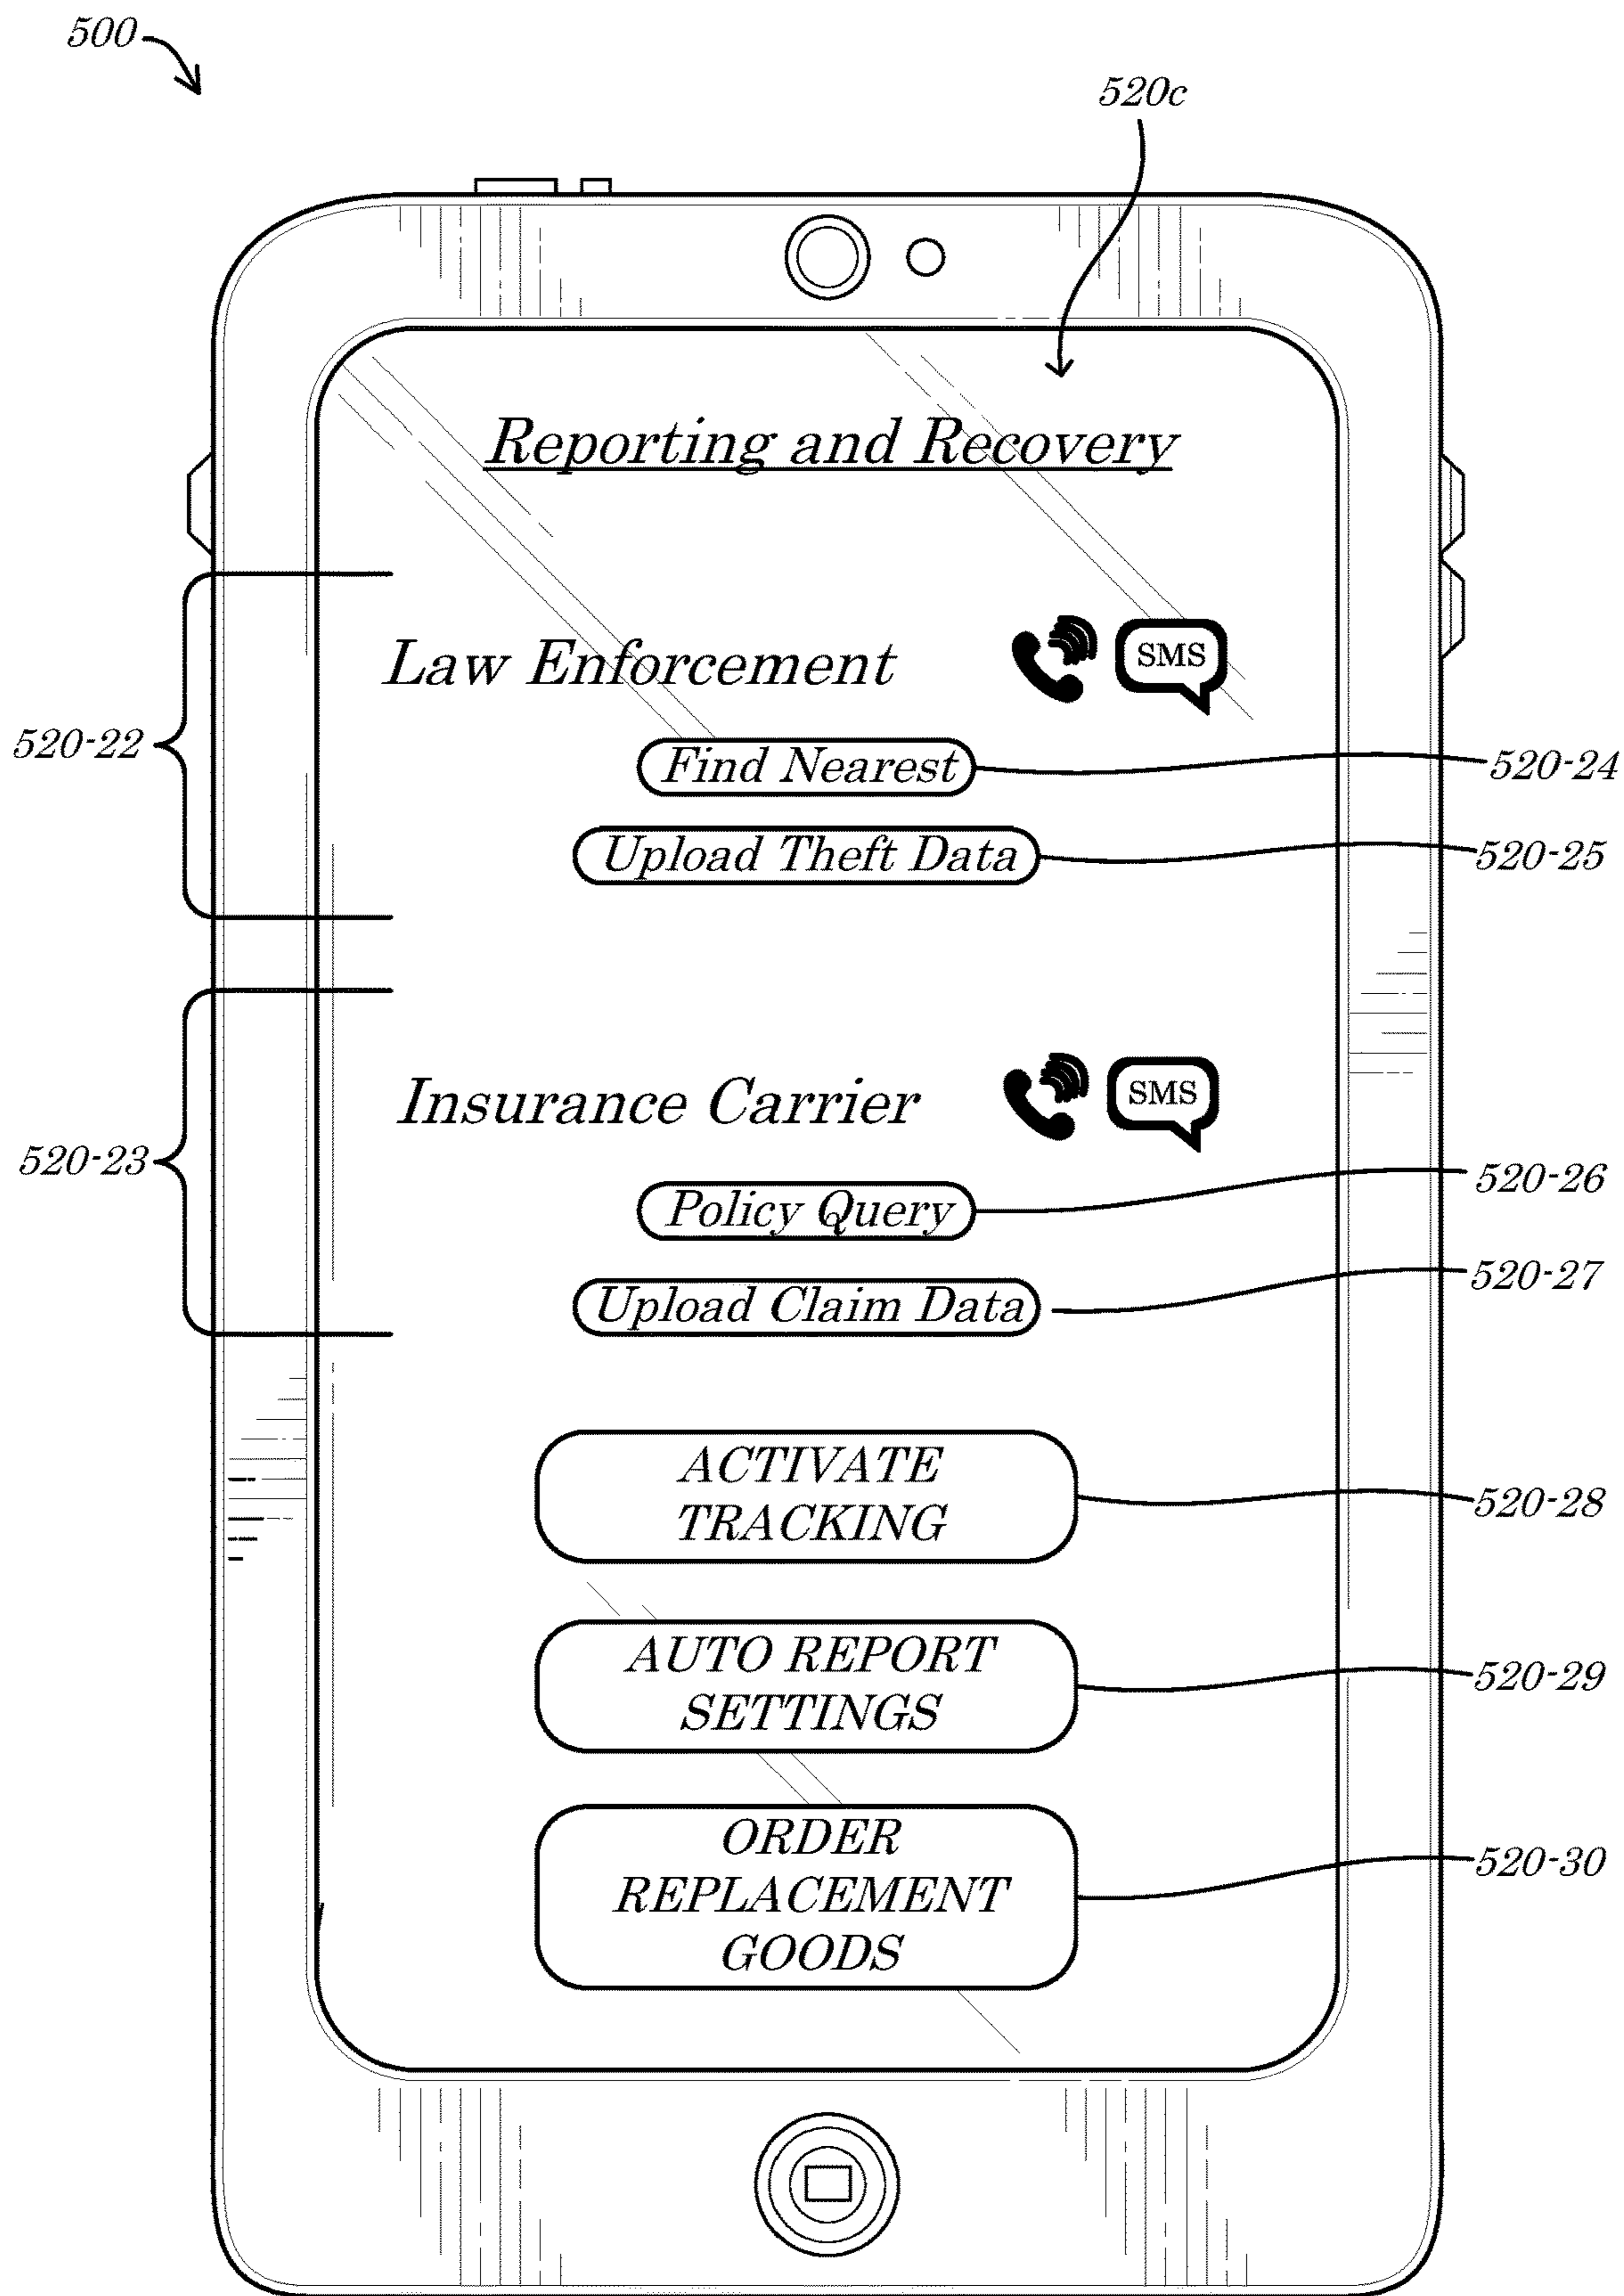 500
520c
Reporting and Recovery
Law Enforcement SMS
520-22
Find Nearest 520-24
Upload Theft Data 520-25
Insurance Carrier SMS
520-23
Policy Query 520-26
Upload Claim Data 520-27
ACTIVATE
TRACKING
520-28
AUTO REPORT
SETTINGS
520-29
ORDER
REPLACEMENT
GOODS
520-30